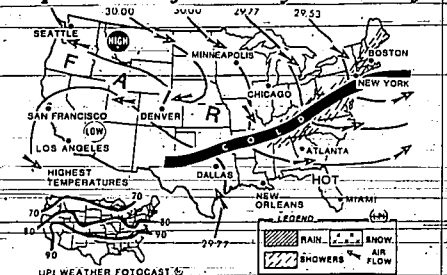 30.00 30.00 29.77 29.53
SEATTLE
HIGH
MINNEAPOLIS
BOSTON
F A I R
CHICAGO
NEW YORK
SAN FRANCISCO
DENVER
LOW
COLD
LOS ANGELES
ATLANTA
HIGHEST
TEMPERATURES
DALLAS
HOT
NEW
ORLEANS
MIAMI
70 70
80 80
90 90
29.77
LEGEND
RAIN SNOW
SHOWERS AIR
FLOW
UPI WEATHER FOTOCAST